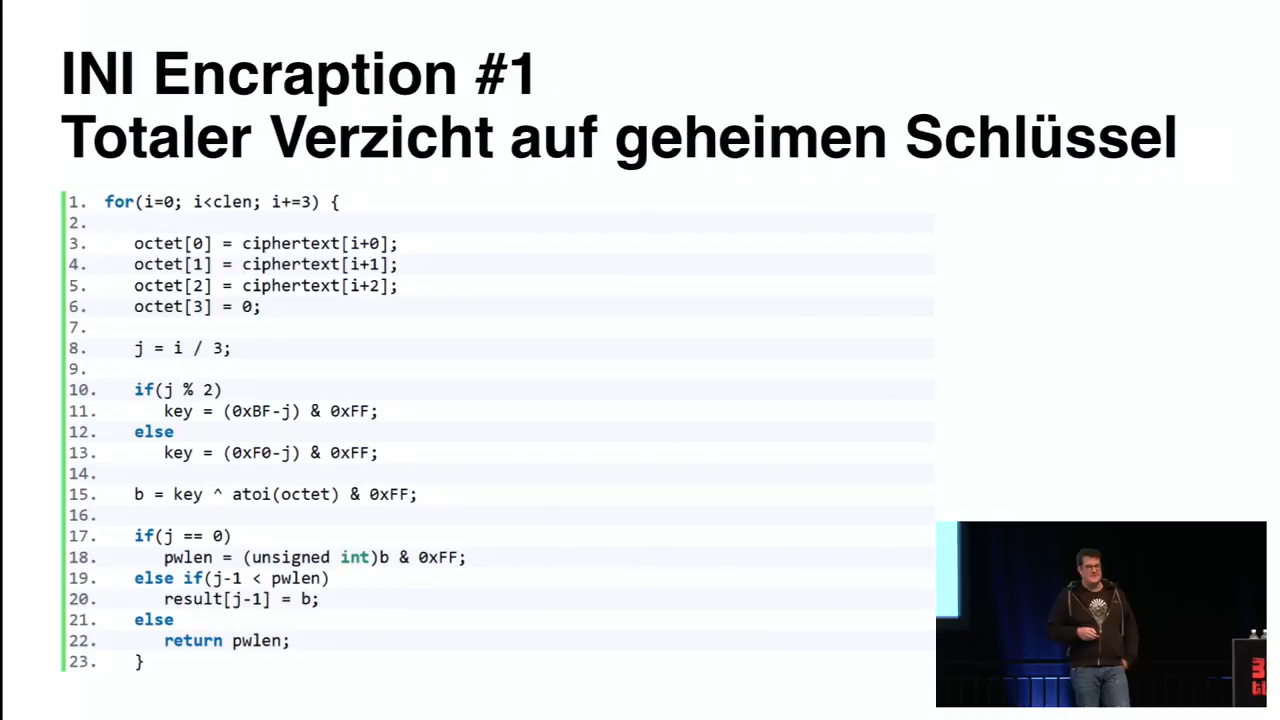 INI Encraption #1
Totaler Verzicht auf geheimen Schlüssel
1. for(i=0; i<clen; i+=3) {
2.
3. octet[0] = ciphertext[i+0];
4. octet[1] = ciphertext[i+1];
5. octet[2] = ciphertext[i+2];
6. octet[3] = 0;
7.
8. j = i / 3;
9.
10. if(j % 2)
11. key = (0xBF-j) & 0xFF;
12. else
13. key = (0xF0-j) & 0xFF;
14.
15. b = key ^ atoi(octet) & 0xFF;
16.
17. if(j == 0)
18. pwlen = (unsigned int)b & 0xFF;
19. else if(j-1 < pwlen)
20. result[j-1] = b;
21. else
22. return pwlen;
23. }